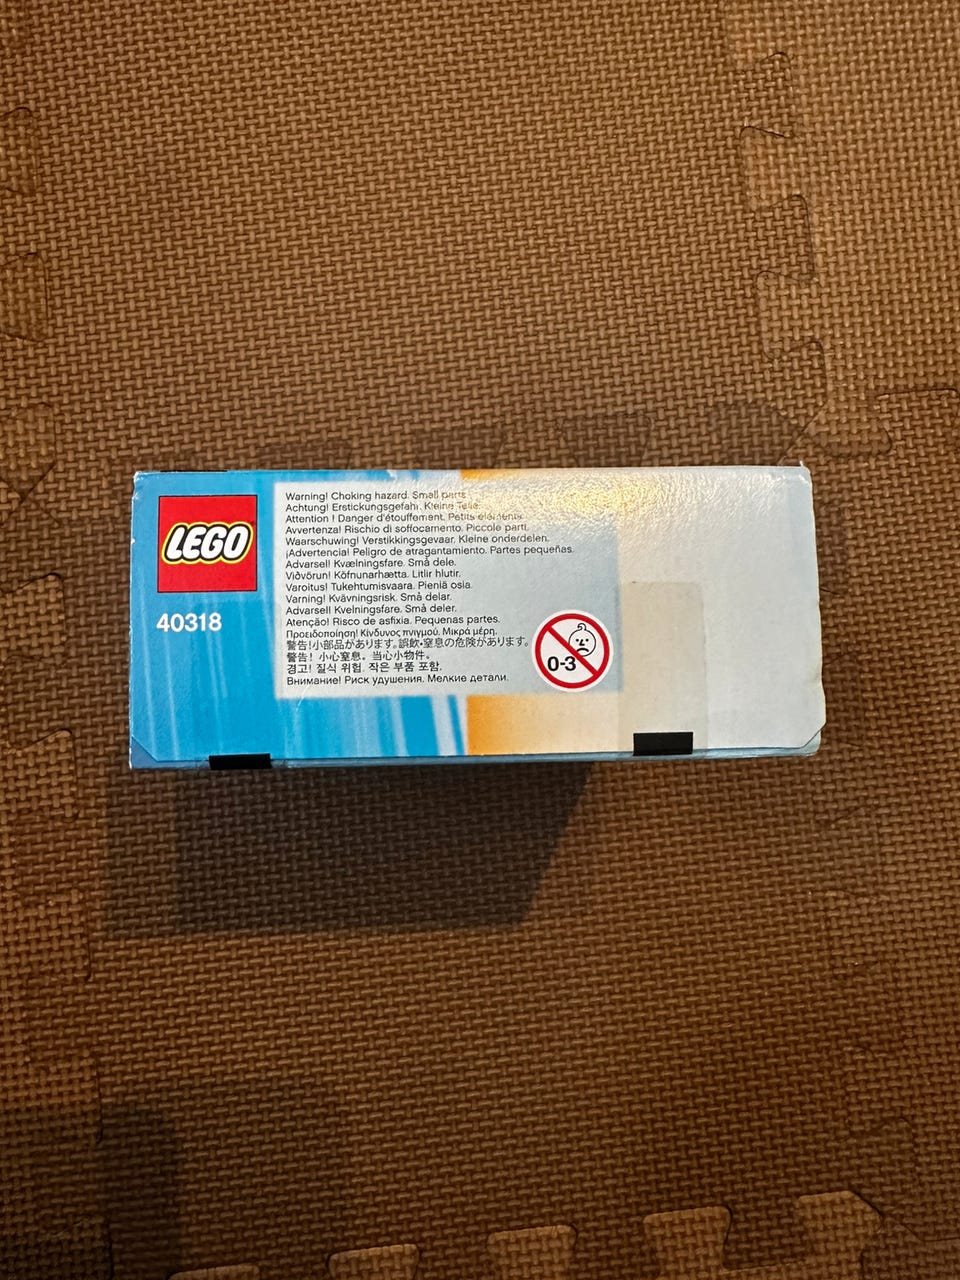 LEGO
40318
Warning! Choking hazard. Small parts.
Achtung! Erstickungsgefahr. Kleine Teile.
Attention ! Danger d'étouffement. Petits éléments.
Avvertenza! Rischio di soffocamento. Piccole parti.
Waarschuwing! Verstikkingsgevaar. Kleine onderdelen.
¡Advertencia! Peligro de atragantamiento. Partes pequeñas.
Advarsel! Kvælningsfare. Små dele.
Viðvörun! Köfnunarhætta. Litlir hlutir.
Varoitus! Tukehtumisvaara. Pieniä osia.
Varning! Kvävningsrisk. Små delar.
Advarsel! Kvelningsfare. Små deler.
Atenção! Risco de asfixia. Pequenas partes.
Προειδοποίηση! Κίνδυνος πνιγμού. Μικρά μέρη.
警告!小部品があります。誤飲・窒息の危険があります。
警告! 小心窒息。当心小物件。
경고! 질식 위험. 작은 부품 포함.
Внимание! Риск удушения. Мелкие детали.
0-3